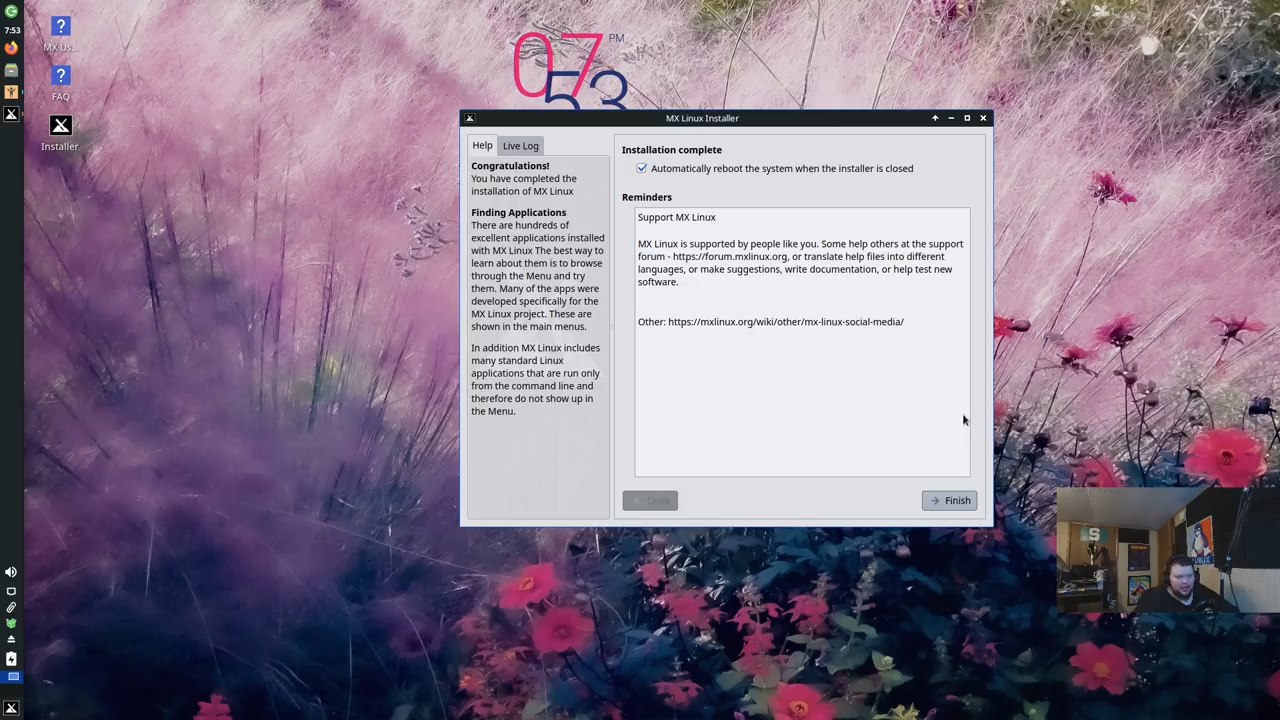 7:53
MX Us...
FAQ
Installer
07 PM
53
MX Linux Installer
Help
Live Log
Congratulations!
You have completed the
installation of MX Linux
Finding Applications
There are hundreds of
excellent applications installed
with MX Linux The best way to
learn about them is to browse
through the Menu and try
them. Many of the apps were
developed specifically for the
MX Linux project. These are
shown in the main menus.
In addition MX Linux includes
many standard Linux
applications that are run only
from the command line and
therefore do not show up in
the Menu.
Installation complete
Automatically reboot the system when the installer is closed
Reminders
Support MX Linux
MX Linux is supported by people like you. Some help others at the support
forum - https://forum.mxlinux.org, or translate help files into different
languages, or make suggestions, write documentation, or help test new
software.
Other: https://mxlinux.org/wiki/other/mx-linux-social-media/
Close
Finish
S